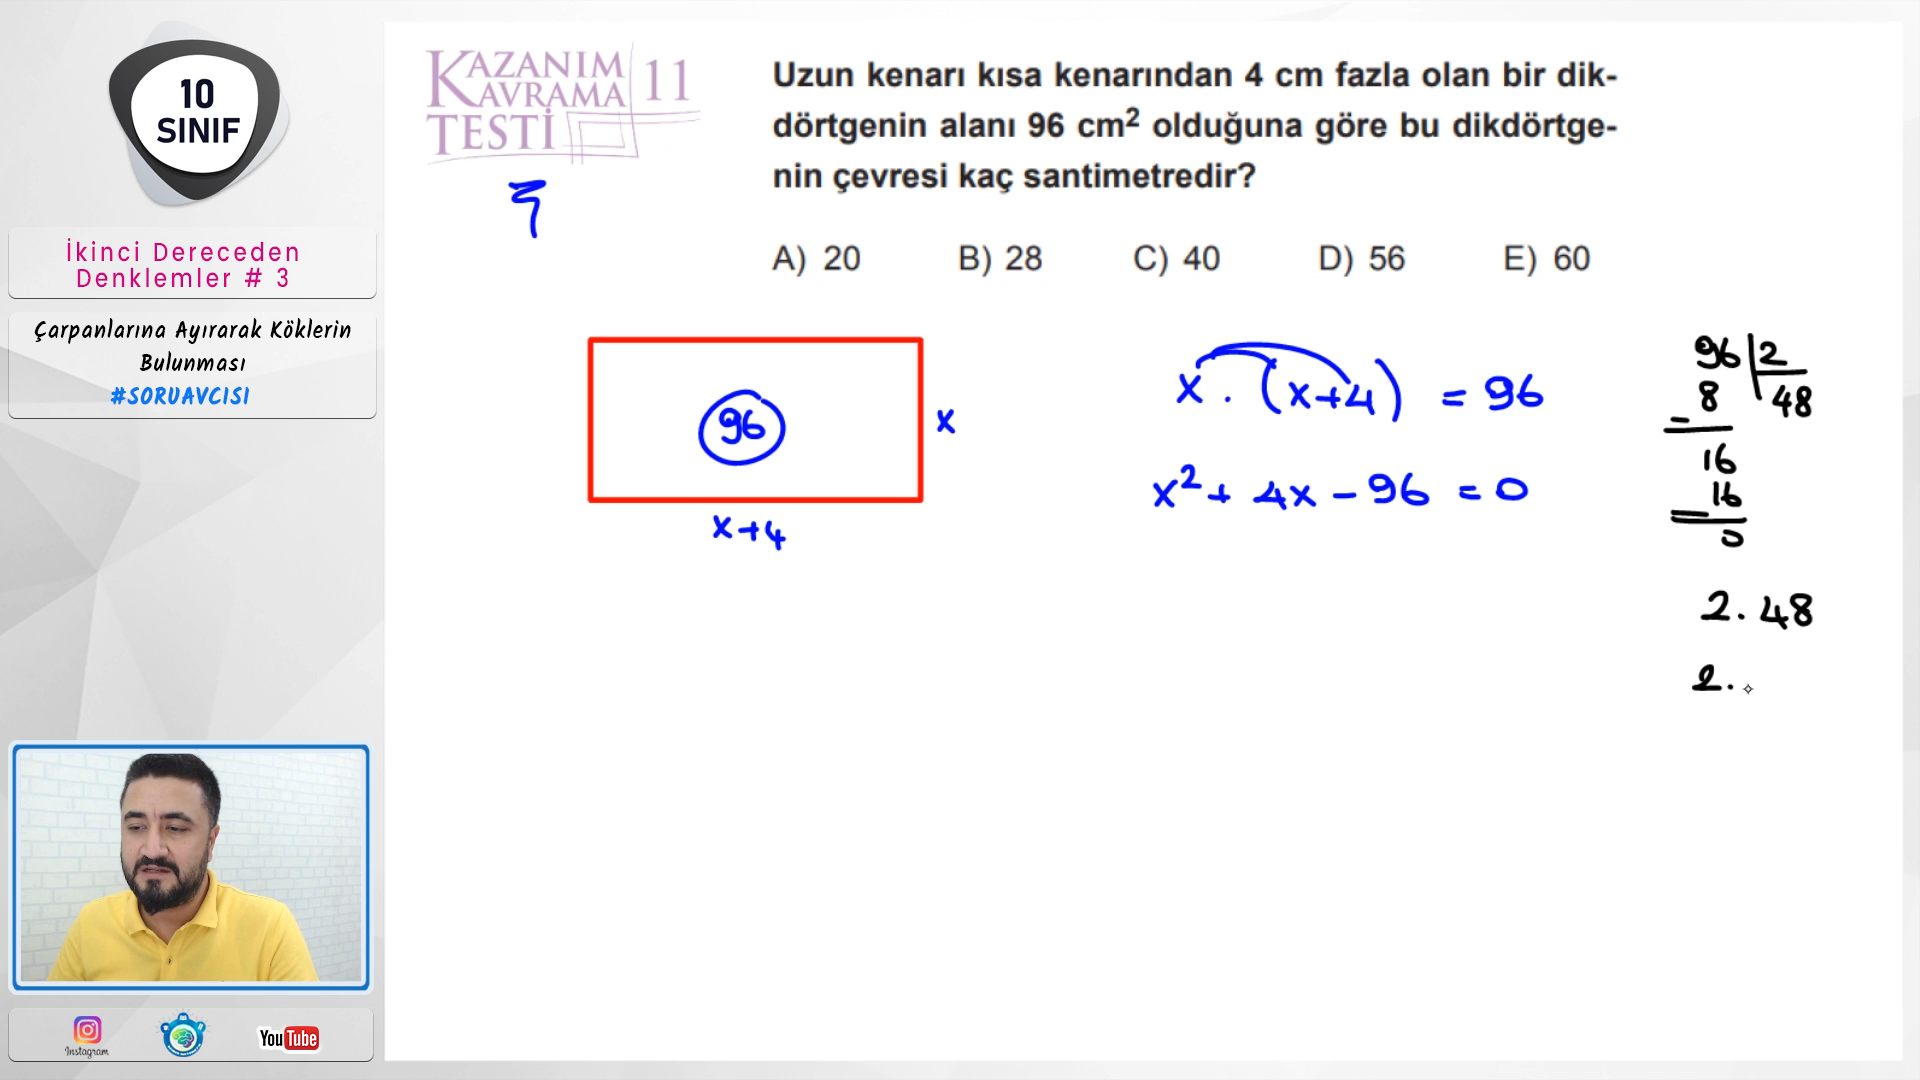 10
SINIF
İkinci Dereceden
Denklemler # 3
Çarpanlarına Ayırarak Köklerin
Bulunması
#SORUAVCISI
Instagram
YouTube
KAZANIM
KAVRAMA
TESTİ
11
7
Uzun kenarı kısa kenarından 4 cm fazla olan bir dik-
dörtgenin alanı 96 cm² olduğuna göre bu dikdörtge-
nin çevresi kaç santimetredir?
A) 20 B) 28 C) 40 D) 56 E) 60
96
x
x+4
x . (x+4) = 96
x² + 4x - 96 = 0
96 2
8 48
-
16
16
-
0
2. 48
2.